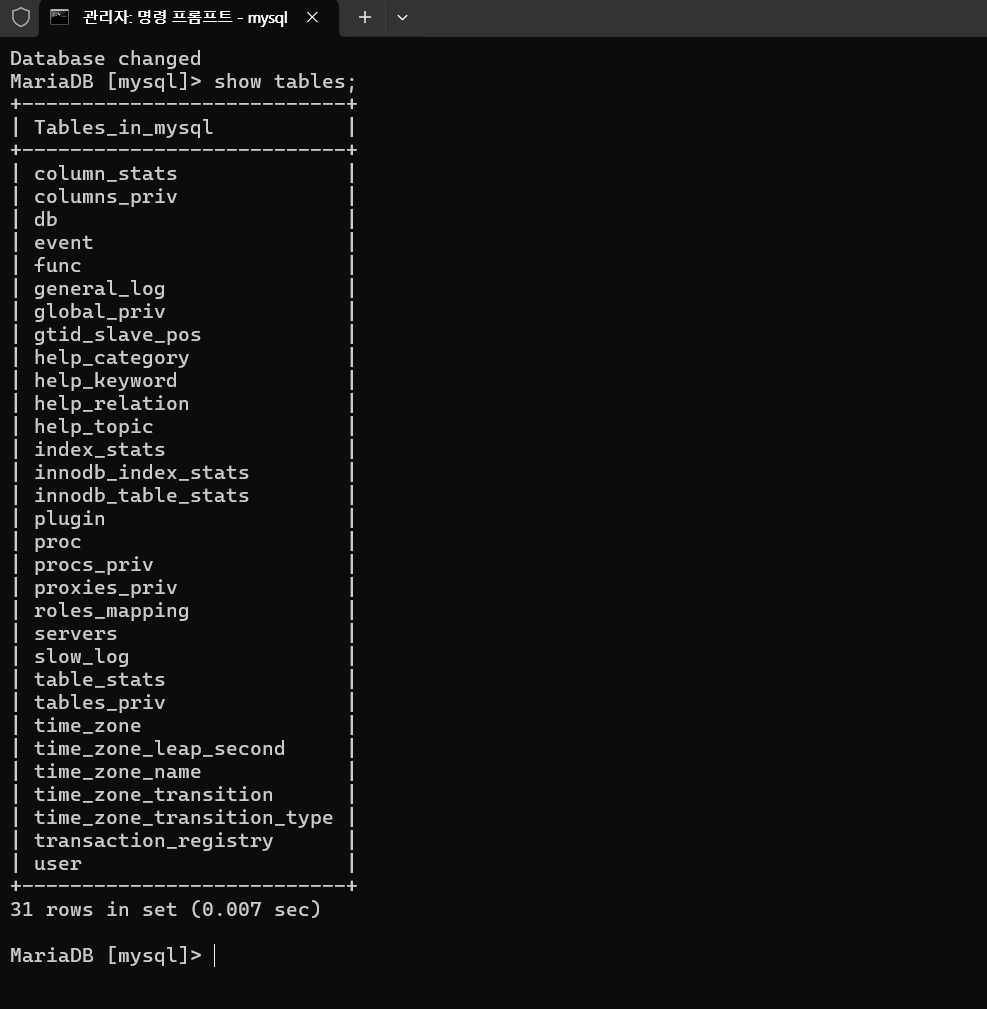 관리자: 명령 프롬프트 - mysql
Database changed
MariaDB [mysql]> show tables;
+---------------------------+
| Tables_in_mysql           |
+---------------------------+
| column_stats              |
| columns_priv              |
| db                        |
| event                     |
| func                      |
| general_log               |
| global_priv               |
| gtid_slave_pos            |
| help_category             |
| help_keyword              |
| help_relation             |
| help_topic                |
| index_stats               |
| innodb_index_stats        |
| innodb_table_stats        |
| plugin                    |
| proc                      |
| procs_priv                |
| proxies_priv              |
| roles_mapping             |
| servers                   |
| slow_log                  |
| table_stats               |
| tables_priv               |
| time_zone                 |
| time_zone_leap_second     |
| time_zone_name            |
| time_zone_transition      |
| time_zone_transition_type |
| transaction_registry      |
| user                      |
+---------------------------+
31 rows in set (0.007 sec)
MariaDB [mysql]>